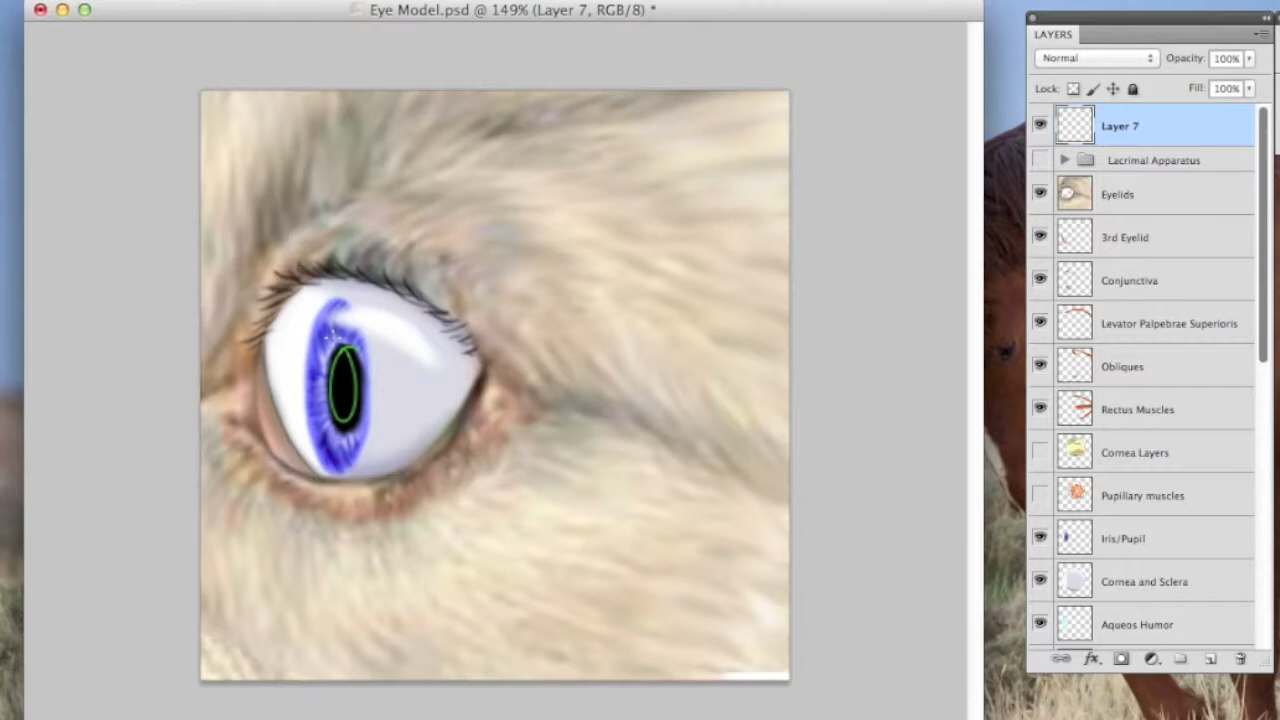 Eye Model.psd @ 149% (Layer 7, RGB/8) *
LAYERS
Normal Opacity: 100%
Lock: Fill: 100%
Layer 7
Lacrimal Apparatus
Eyelids
3rd Eyelid
Conjunctiva
Levator Palpebrae Superioris
Obliques
Rectus Muscles
Cornea Layers
Pupillary muscles
Iris/Pupil
Cornea and Sclera
Aqueos Humor
fx